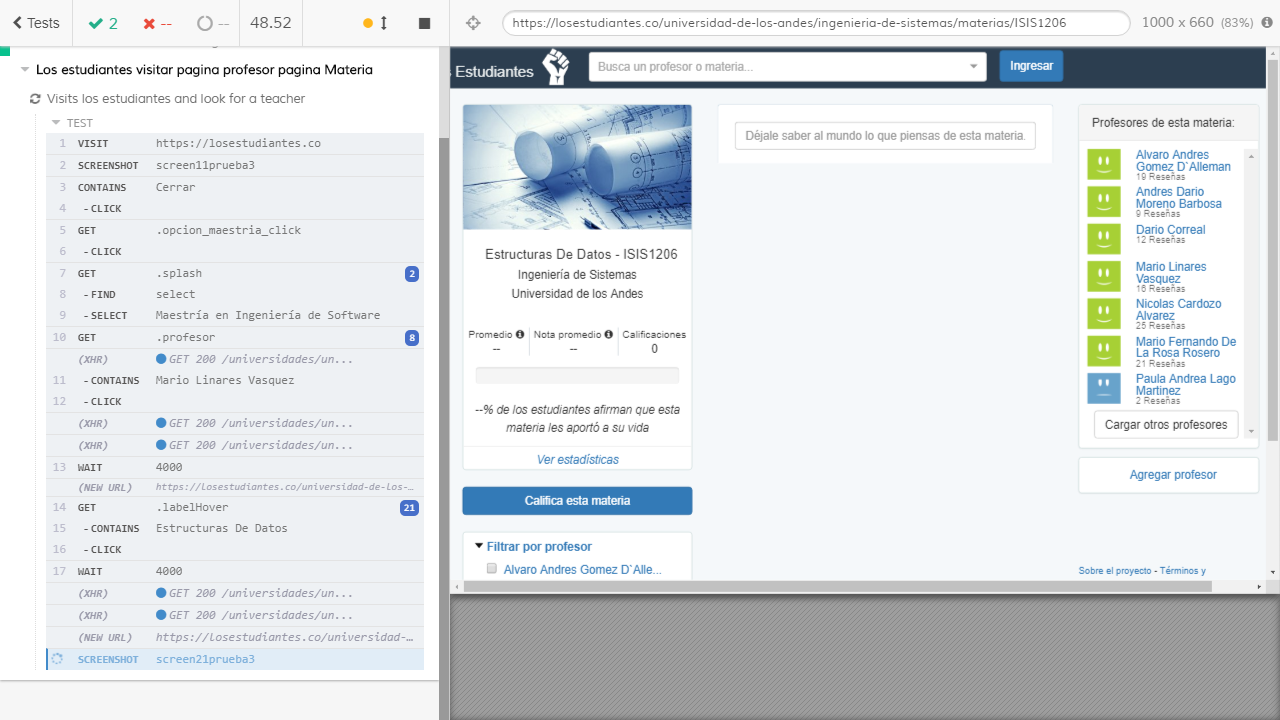 Tests
2
--
--
48.52
https://losestudiantes.co/universidad-de-los-andes/ingenieria-de-sistemas/materias/ISIS1206
1000 x 660 (83%)
Los estudiantes visitar pagina profesor pagina Materia
Visits los estudiantes and look for a teacher
TEST
1 VISIT https://losestudiantes.co
2 SCREENSHOT screen11prueba3
3 CONTAINS Cerrar
4 - CLICK
5 GET .opcion_maestria_click
6 - CLICK
7 GET .splash 2
8 - FIND select
9 - SELECT Maestría en Ingeniería de Software
10 GET .profesor 8
(XHR) GET 200 /universidades/un...
11 - CONTAINS Mario Linares Vasquez
12 - CLICK
(XHR) GET 200 /universidades/un...
(XHR) GET 200 /universidades/un...
13 WAIT 4000
(NEW URL) https://losestudiantes.co/universidad-de-los-…
14 GET .labelHover 21
15 - CONTAINS Estructuras De Datos
16 - CLICK
17 WAIT 4000
(XHR) GET 200 /universidades/un...
(XHR) GET 200 /universidades/un...
(NEW URL) https://losestudiantes.co/universidad-…
SCREENSHOT screen21prueba3
Estudiantes
Busca un profesor o materia...
Ingresar
Estructuras De Datos - ISIS1206
Ingeniería de Sistemas
Universidad de los Andes
Promedio Nota promedio Calificaciones
-- -- 0
--% de los estudiantes afirman que esta
materia les aportó a su vida
Ver estadísticas
Califica esta materia
Filtrar por profesor
Alvaro Andres Gomez D`Alle...
Déjale saber al mundo lo que piensas de esta materia.
Profesores de esta materia:
Alvaro Andres
Gomez D`Alleman
19 Reseñas
Andres Dario
Moreno Barbosa
9 Reseñas
Dario Correal
12 Reseñas
Mario Linares
Vasquez
16 Reseñas
Nicolas Cardozo
Alvarez
25 Reseñas
Mario Fernando De
La Rosa Rosero
21 Reseñas
Paula Andrea Lago
Martinez
2 Reseñas
Cargar otros profesores
Agregar profesor
Sobre el proyecto - Términos y